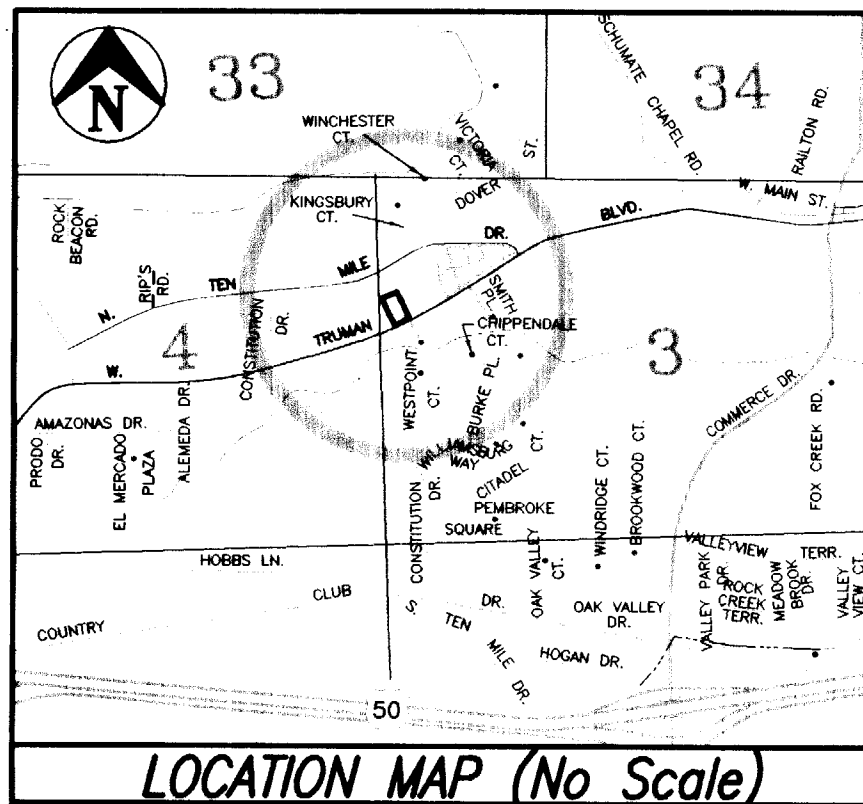 33
34
N
SCHUMATE CHAPEL RD.
RAILTON RD.
WINCHESTER
CT.
VICTORIA
CT.
ST.
DOVER
W. MAIN ST.
KINGSBURY
CT.
BLVD.
ROCK
BEACON
RD.
RIP'S
RD.
N. TEN MILE DR.
CONSTITUTION
DR.
SMITH
PL.
W. TRUMAN
4
3
CHIPPENDALE
CT.
WESTPOINT
CT.
BURKE PL.
COMMERCE DR.
FOX CREEK RD.
AMAZONAS DR.
PRODO
DR.
EL MERCADO
PLAZA
ALEMEDA DR.
WILLIAMSBURG
WAY
CITADEL CT.
CONSTITUTION
DR.
PEMBROKE
SQUARE
WINDRIDGE CT.
BROOKWOOD CT.
OAK VALLEY
CT.
HOBBS LN.
VALLEYVIEW TERR.
VALLEY PARK
DR.
ROCK
CREEK
TERR.
MEADOW
BROOK
DR.
VALLEY
VIEW CT.
COUNTRY CLUB DR.
OAK VALLEY
DR.
S. TEN MILE DR.
HOGAN DR.
50
LOCATION MAP (No Scale)